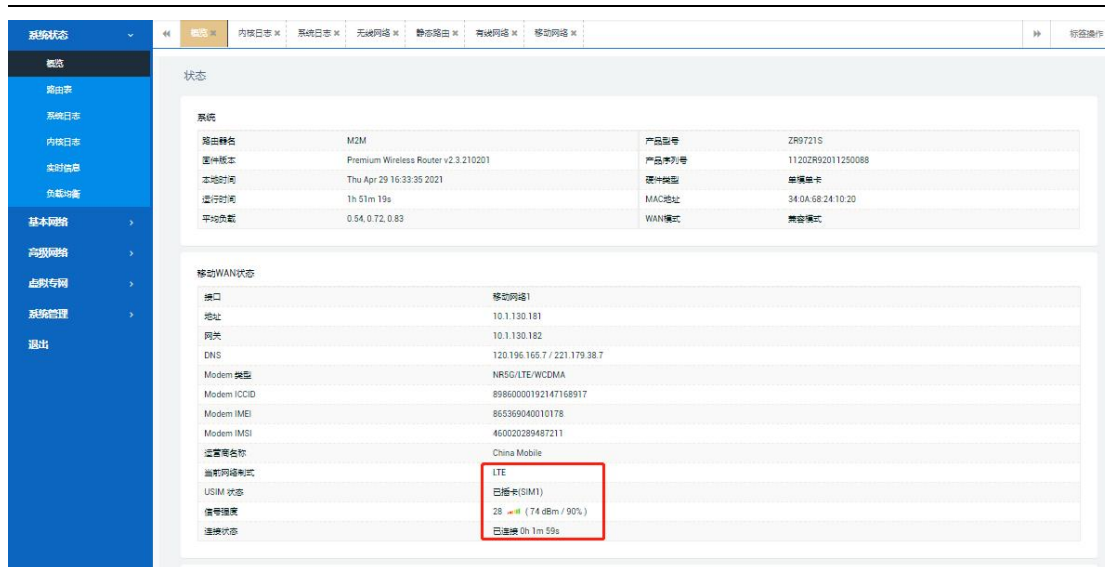 系统状态
概览
路由表
系统日志
内核日志
实时信息
负载均衡
基本网络
高级网络
虚拟专网
系统管理
退出
概览 内核日志 系统日志 无线网络 静态路由 有线网络 移动网络 标签操作
状态
系统
路由器名 M2M 产品型号 ZR9721S
固件版本 Premium Wireless Router v2.3.210201 产品序列号 1120ZR92011250088
本地时间 Thu Apr 29 16:33:35 2021 硬件类型 单模单卡
运行时间 1h 51m 19s MAC地址 34:0A:68:24:10:20
平均负载 0.54, 0.72, 0.83 WAN模式 兼容模式
移动WAN状态
接口 移动网络1
地址 10.1.130.181
网关 10.1.130.182
DNS 120.196.165.7 / 221.179.38.7
Modem 类型 NR5G/LTE/WCDMA
Modem ICCID 89860000192147168917
Modem IMEI 865369040010178
Modem IMSI 460020289487211
运营商名称 China Mobile
当前网络制式 LTE
USIM 状态 已插卡(SIM1)
信号强度 28 ( 74 dBm / 90% )
连接状态 已连接 0h 1m 59s